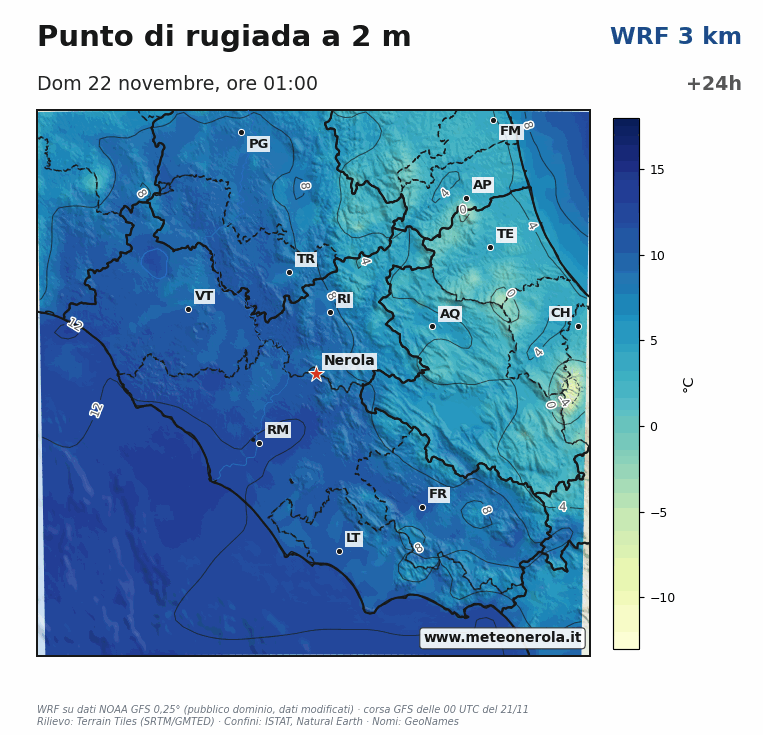 Punto di rugiada a 2 m
WRF 3 km
Dom 22 novembre, ore 01:00
+24h
FM
8
PG
8
8
AP
4
0
4
TE
TR
4
VT
8
RI
0
AQ
CH
12
4
Nerola
12
0
-4
RM
FR
8
4
LT
8
www.meteonerola.it
15
10
5
0
−5
−10
°C
WRF su dati NOAA GFS 0,25° (pubblico dominio, dati modificati) · corsa GFS delle 00 UTC del 21/11
Rilievo: Terrain Tiles (SRTM/GMTED) · Confini: ISTAT, Natural Earth · Nomi: GeoNames